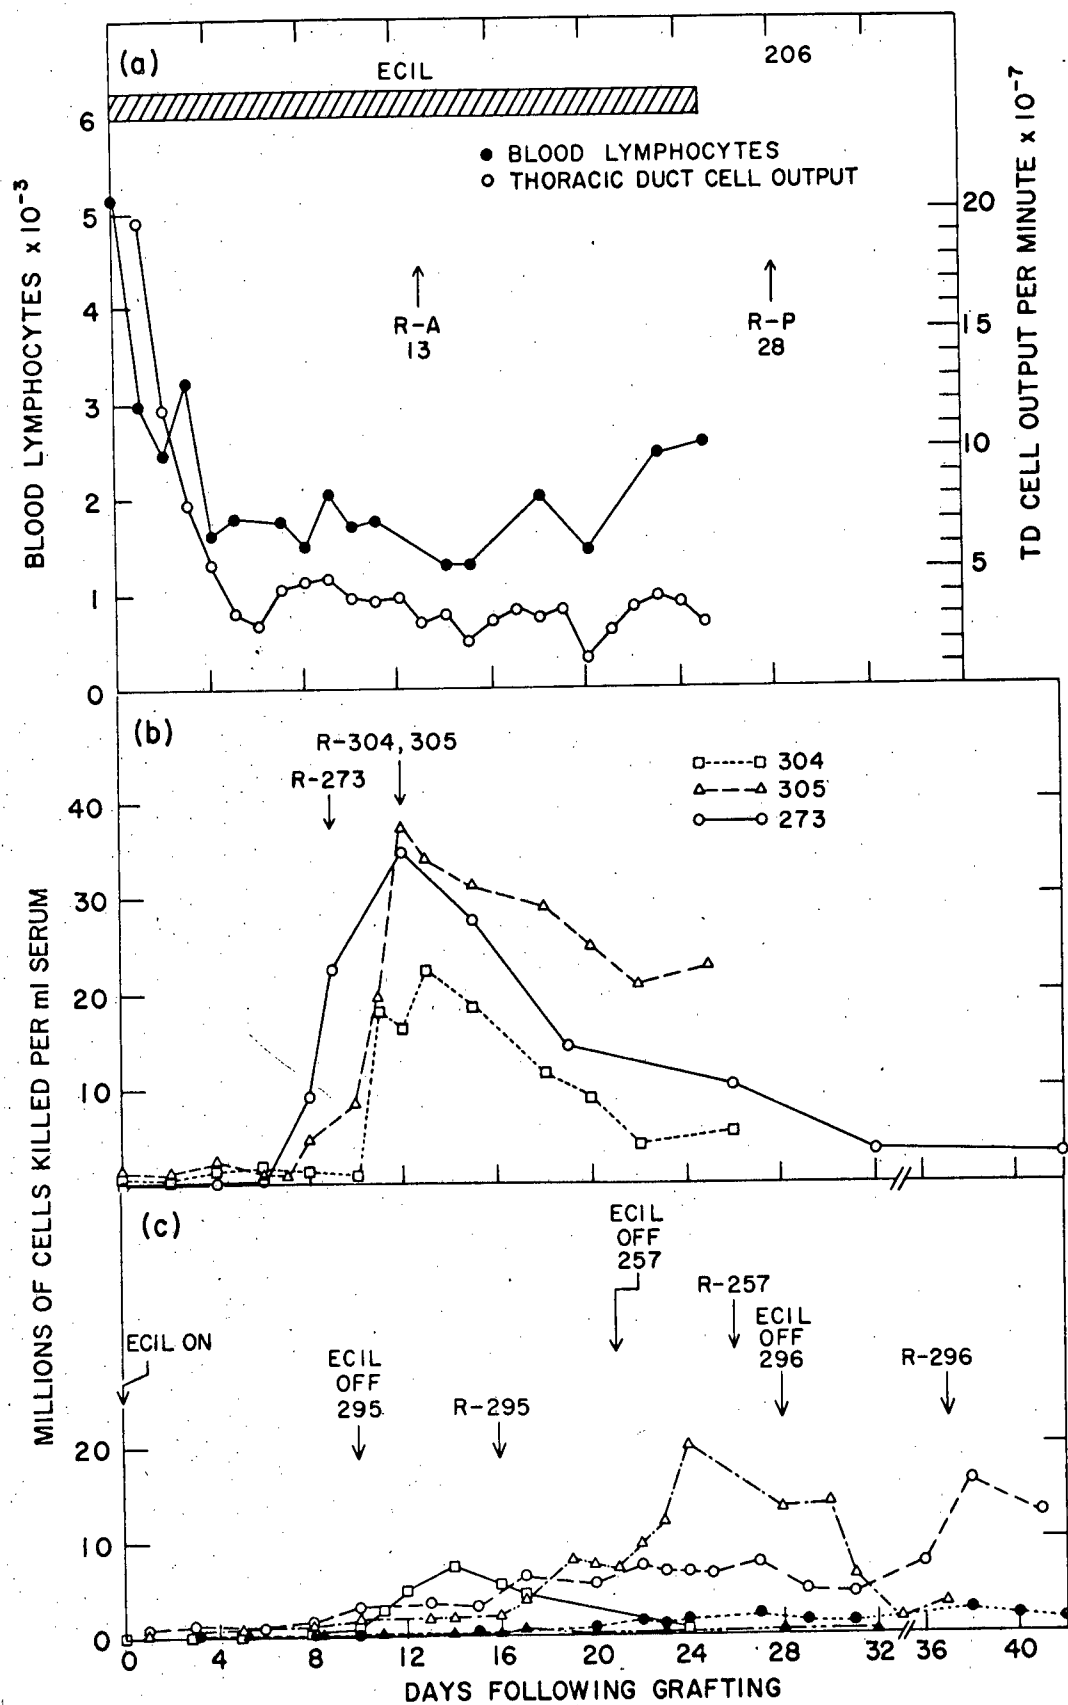 (a)
206
ECIL
BLOOD LYMPHOCYTES
THORACIC DUCT CELL OUTPUT
BLOOD LYMPHOCYTES x10⁻³
6
5
4
3
2
1
0
R-A
13
R-P
28
20
15
10
5
TD CELL OUTPUT PER MINUTE x 10⁻⁷
(b)
R-304,305
R-273
304
305
273
40
30
20
10
MILLIONS OF CELLS KILLED PER ml SERUM
(c)
ECIL
OFF
257
R-257
ECIL
OFF
296
ECIL ON
ECIL
OFF
295
R-295
R-296
20
10
0
0 4 8 12 16 20 24 28 32 36 40
DAYS FOLLOWING GRAFTING